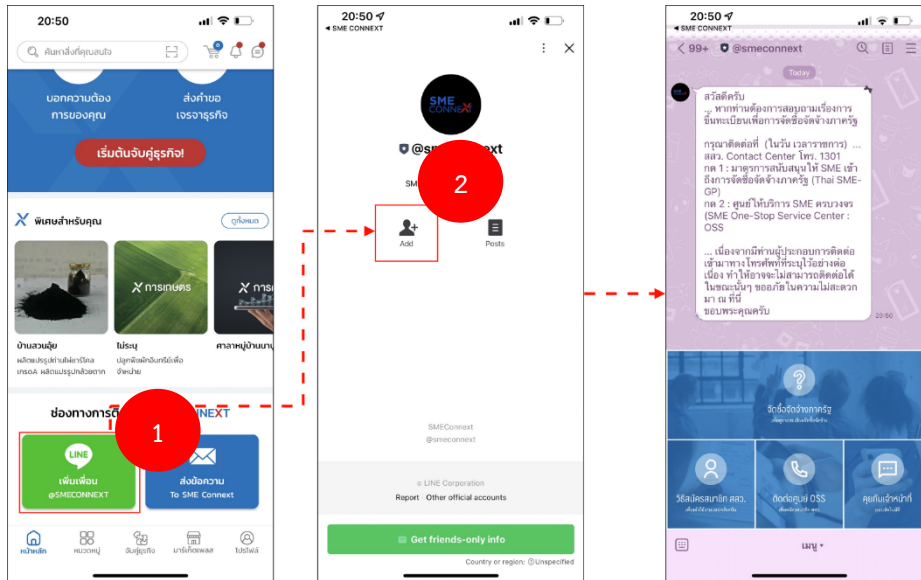 20:50
ค้นหาสิ่งที่คุณสนใจ
บอกความต้อง
การของคุณ
ส่งคำขอ
เจรจาธุรกิจ
เริ่มต้นจับคู่ธุรกิจ!
พิเศษสำหรับคุณ
ดูทั้งหมด
การเกษตร
บ้านสวนอุ้ย
ไม่ระบุ
ปลูกพืชผักอินทรีย์เพื่อ
จำหน่าย
LINE
เพิ่มเพื่อน
@SMECONNEXT
1
ส่งข้อความ
To SME Connext
หน้าหลัก
หมวดหมู่
จับคู่ธุรกิจ
มาร์เก็ตเพลส
โปรไฟล์
20:50
SME CONNEXT
SME
CONNEXT
2
Add
Posts
SMEConnext
@smeconnext
© LINE Corporation
Report Other official accounts
Get friends-only info
Country or region: Unspecified
20:50
SME CONNEXT
99+ @smeconnext
Today
สวัสดีครับ
... หากท่านต้องการสอบถามเรื่องการ
ขึ้นทะเบียนเพื่อการจัดซื้อจัดจ้างภาครัฐ
กรุณาติดต่อที่ (ในวัน เวลาราชการ) ...
สสว. Contact Center โทร. 1301
กด 1 : มาตรการสนับสนุนให้ SME เข้า
ถึงการจัดซื้อจัดจ้างภาครัฐ (Thai SME-
GP)
กด 2 : ศูนย์ให้บริการ SME ครบวงจร
(SME One-Stop Service Center :
OSS
... เนื่องจากมีท่านผู้ประกอบการติดต่อ
เข้ามาทางโทรศัพท์ที่ระบุไว้อย่างต่อ
เนื่อง ทำให้อาจจะไม่สามารถติดต่อได้
ในขณะนั้นๆ ขออภัยในความไม่สะดวก
มา ณ ที่นี้
ขอบพระคุณครับ
20:50
จัดซื้อจัดจ้างภาครัฐ
วิธีสมัครสมาชิก สสว.
ติดต่อศูนย์ OSS
คุยกับเจ้าหน้าที่
เมนู